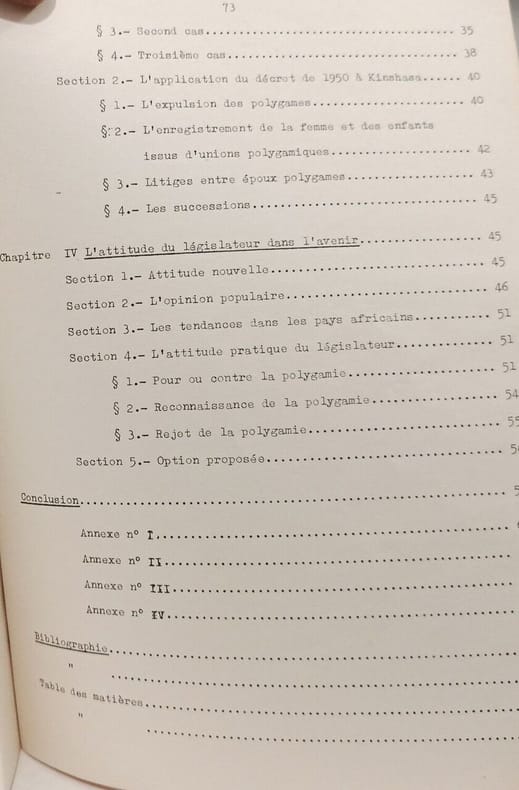 73
§ 3.- Second cas........................................ 35
§ 4.- Troisième cas..................................... 38
Section 2.- L'application du décret de 1950 à Kinshasa...... 40
§ 1.- L'expulsion des polygames....................... 40
§ 2.- L'enregistrement de la femme et des enfants
issus d'unions polygamiques..................... 42
§ 3.- Litiges entre époux polygames................... 43
§ 4.- Les successions................................. 45
Chapitre IV L'attitude du législateur dans l'avenir.................. 45
Section 1.- Attitude nouvelle................................ 45
Section 2.- L'opinion populaire.............................. 46
Section 3.- Les tendances dans les pays africains........... 51
Section 4.- L'attitude pratique du législateur.............. 51
§ 1.- Pour ou contre la polygamie..................... 51
§ 2.- Reconnaissance de la polygamie.................. 54
§ 3.- Rejet de la polygamie........................... 55
Section 5.- Option proposée..................................
Conclusion...........................................................
Annexe n° I..................................................
Annexe n° II.................................................
Annexe n° III................................................
Annexe n° IV.................................................
Bibliographie........................................................
" ........................................................
Table des matières...................................................
" ...................................................